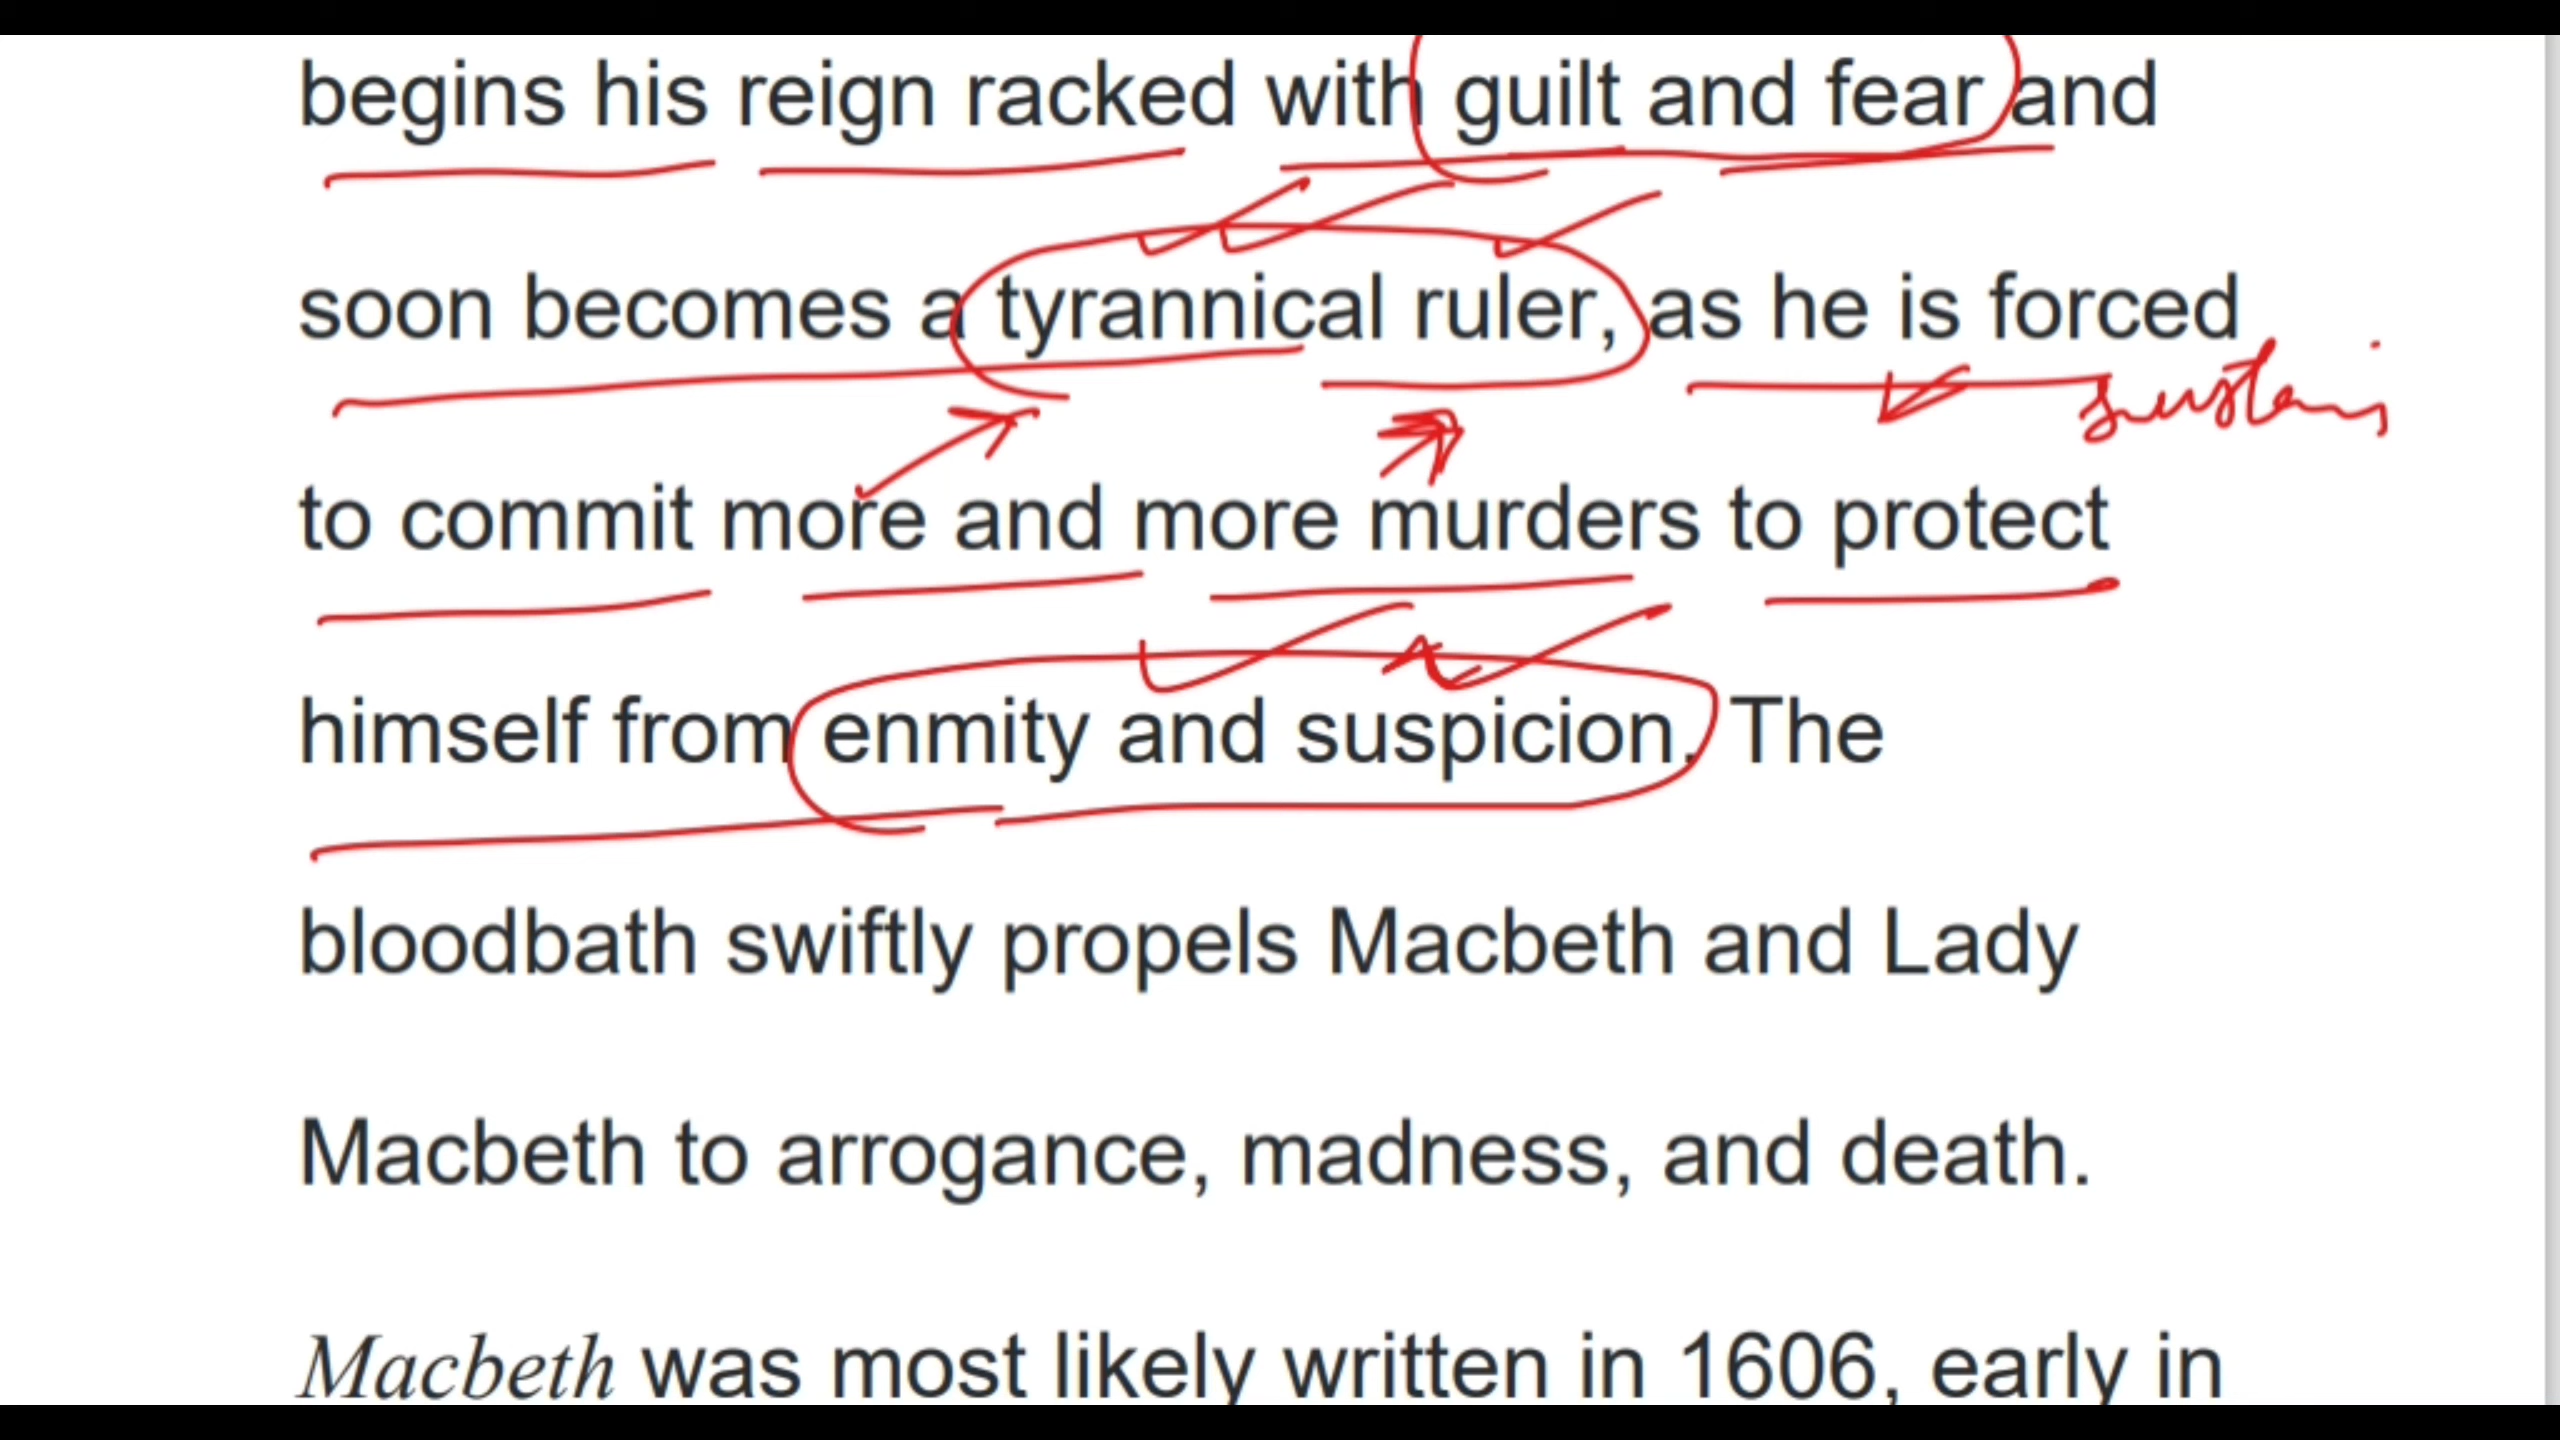 begins his reign racked with guilt and fear and
soon becomes a tyrannical ruler, as he is forced
sustain
to commit more and more murders to protect
himself from enmity and suspicion. The
bloodbath swiftly propels Macbeth and Lady
Macbeth to arrogance, madness, and death.
Macbeth was most likely written in 1606, early in